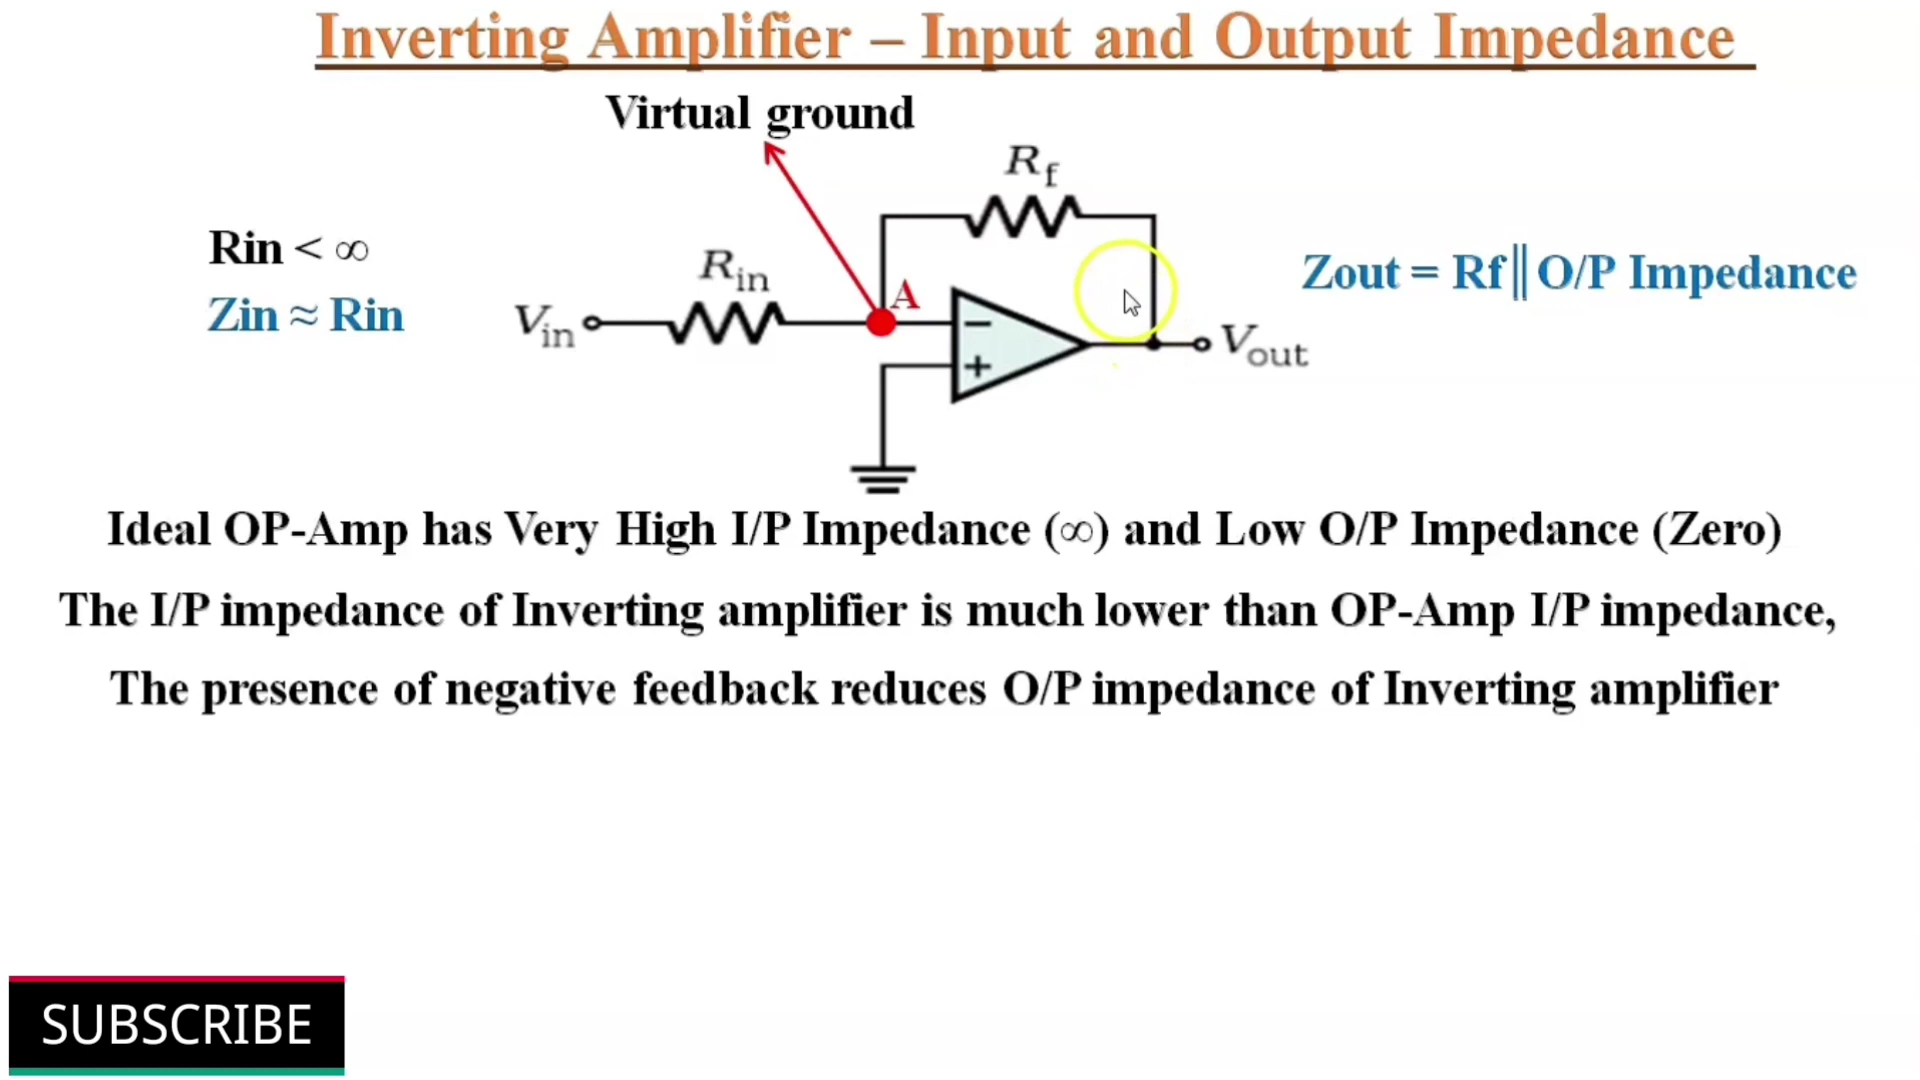 Inverting Amplifier – Input and Output Impedance
Virtual ground
Rf
Rin < ∞
Zin ≈ Rin
Rin
A
Vin
−
+
Vout
Zout = Rf || O/P Impedance
Ideal OP-Amp has Very High I/P Impedance (∞) and Low O/P Impedance (Zero)
The I/P impedance of Inverting amplifier is much lower than OP-Amp I/P impedance,
The presence of negative feedback reduces O/P impedance of Inverting amplifier
SUBSCRIBE